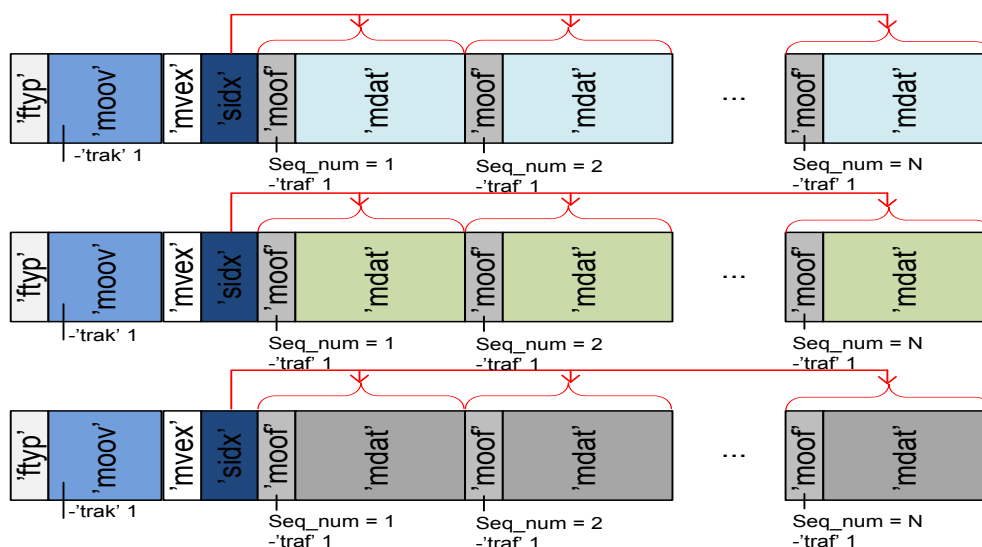 'ftyp' 'moov' 'mvex' 'sidx' 'moof' 'mdat' 'moof' 'mdat' ... 'moof' 'mdat'
-'trak' 1
Seq_num = 1
-'traf' 1
Seq_num = 2
-'traf' 1
Seq_num = N
-'traf' 1
'ftyp' 'moov' 'mvex' 'sidx' 'moof' 'mdat' 'moof' 'mdat' ... 'moof' 'mdat'
-'trak' 1
Seq_num = 1
-'traf' 1
Seq_num = 2
-'traf' 1
Seq_num = N
-'traf' 1
'ftyp' 'moov' 'mvex' 'sidx' 'moof' 'mdat' 'moof' 'mdat' ... 'moof' 'mdat'
-'trak' 1
Seq_num = 1
-'traf' 1
Seq_num = 2
-'traf' 1
Seq_num = N
-'traf' 1